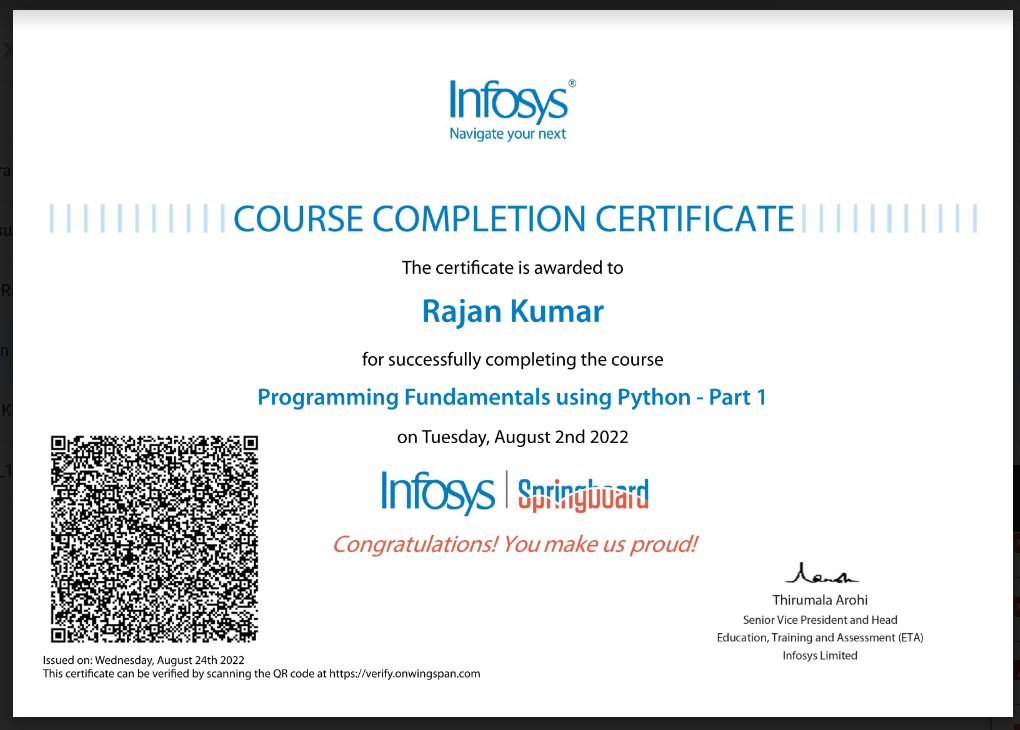 Infosys®
Navigate your next
COURSE COMPLETION CERTIFICATE
The certificate is awarded to
Rajan Kumar
for successfully completing the course
Programming Fundamentals using Python - Part 1
on Tuesday, August 2nd 2022
Infosys | Springboard
Congratulations! You make us proud!
Thirumala Arohi
Senior Vice President and Head
Education, Training and Assessment (ETA)
Infosys Limited
Issued on: Wednesday, August 24th 2022
This certificate can be verified by scanning the QR code at https://verify.onwingspan.com